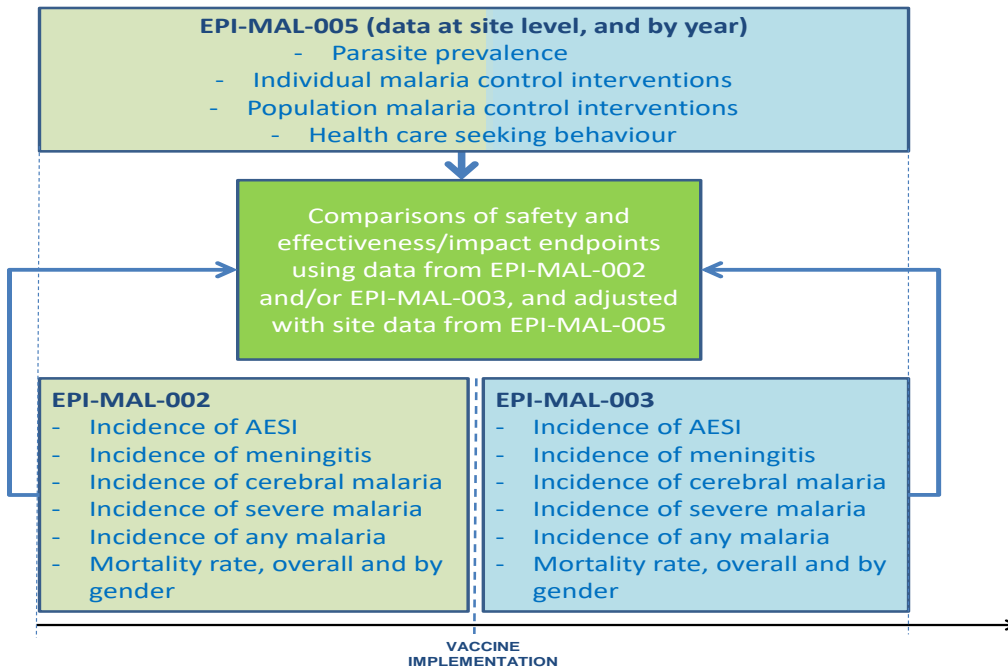 EPI-MAL-005 (data at site level, and by year)
- Parasite prevalence
- Individual malaria control interventions
- Population malaria control interventions
- Health care seeking behaviour
Comparisons of safety and
effectiveness/impact endpoints
using data from EPI-MAL-002
and/or EPI-MAL-003, and adjusted
with site data from EPI-MAL-005
EPI-MAL-002
- Incidence of AESI
- Incidence of meningitis
- Incidence of cerebral malaria
- Incidence of severe malaria
- Incidence of any malaria
- Mortality rate, overall and by
gender
EPI-MAL-003
- Incidence of AESI
- Incidence of meningitis
- Incidence of cerebral malaria
- Incidence of severe malaria
- Incidence of any malaria
- Mortality rate, overall and by
gender
VACCINE
IMPLEMENTATION